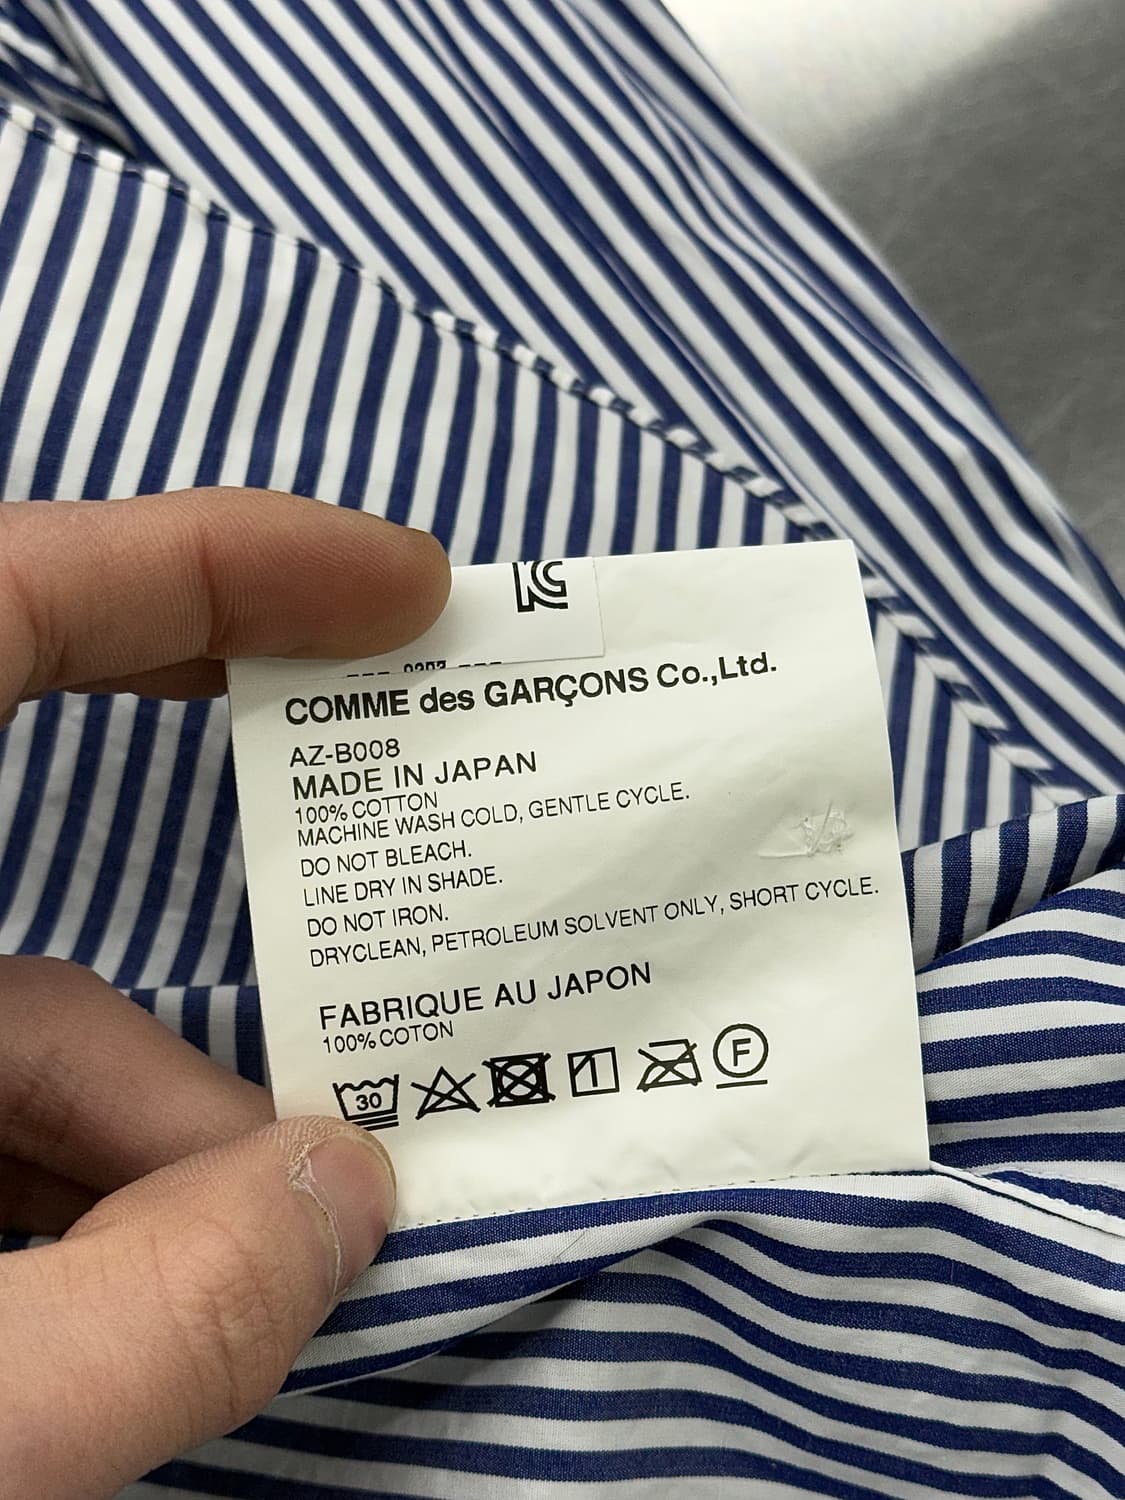 KC
COMME des GARÇONS Co.,Ltd.
AZ-B008
MADE IN JAPAN
100% COTTON
MACHINE WASH COLD, GENTLE CYCLE.
DO NOT BLEACH.
LINE DRY IN SHADE.
DO NOT IRON.
DRYCLEAN, PETROLEUM SOLVENT ONLY, SHORT CYCLE.
FABRIQUE AU JAPON
100% COTON
30
F